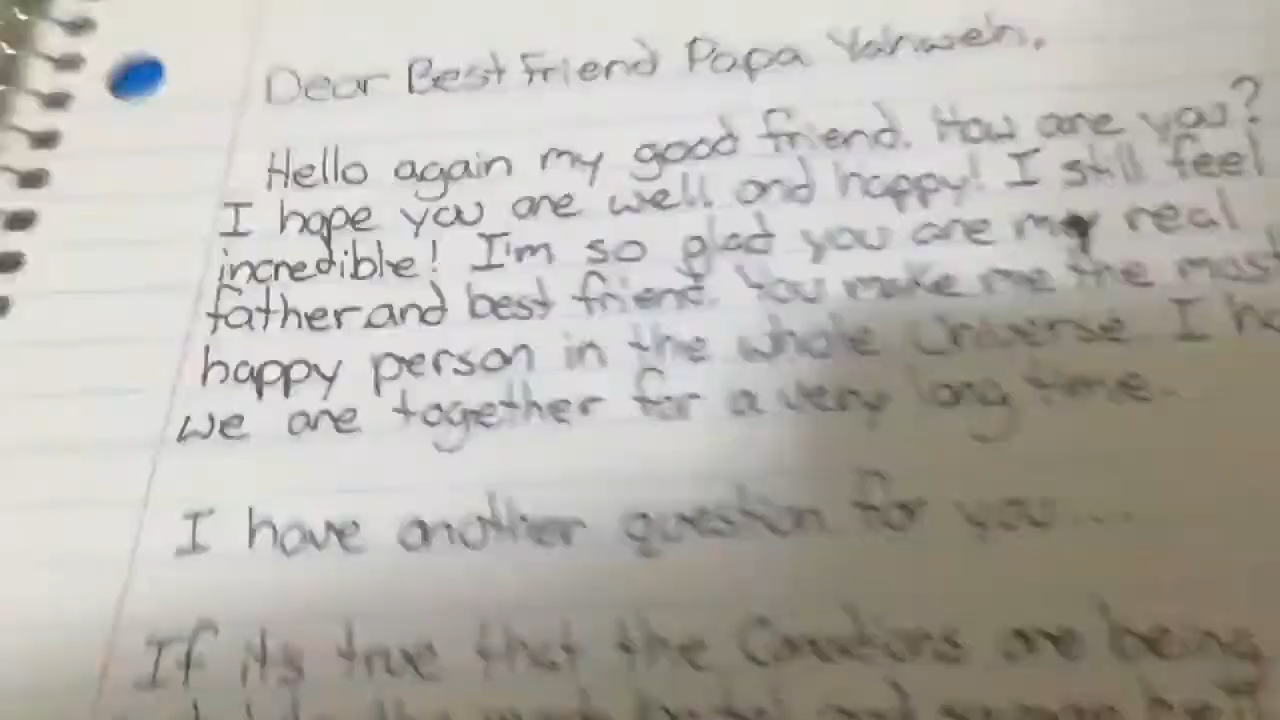 Dear Best Friend Papa Yahweh,
Hello again my good friend. How are you?
I hope you are well and happy! I still feel
incredible! I'm so glad you are my real
father and best friend. You make me the most
happy person in the whole Universe. I
we are together for a very long time.
I have another question for you...
If its true that the Creations are being